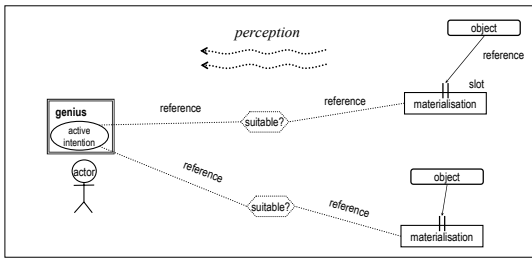 perception
object
reference
slot
materialisation
reference
reference
suitable?
genius
active
intention
actor
reference
suitable?
reference
object
materialisation